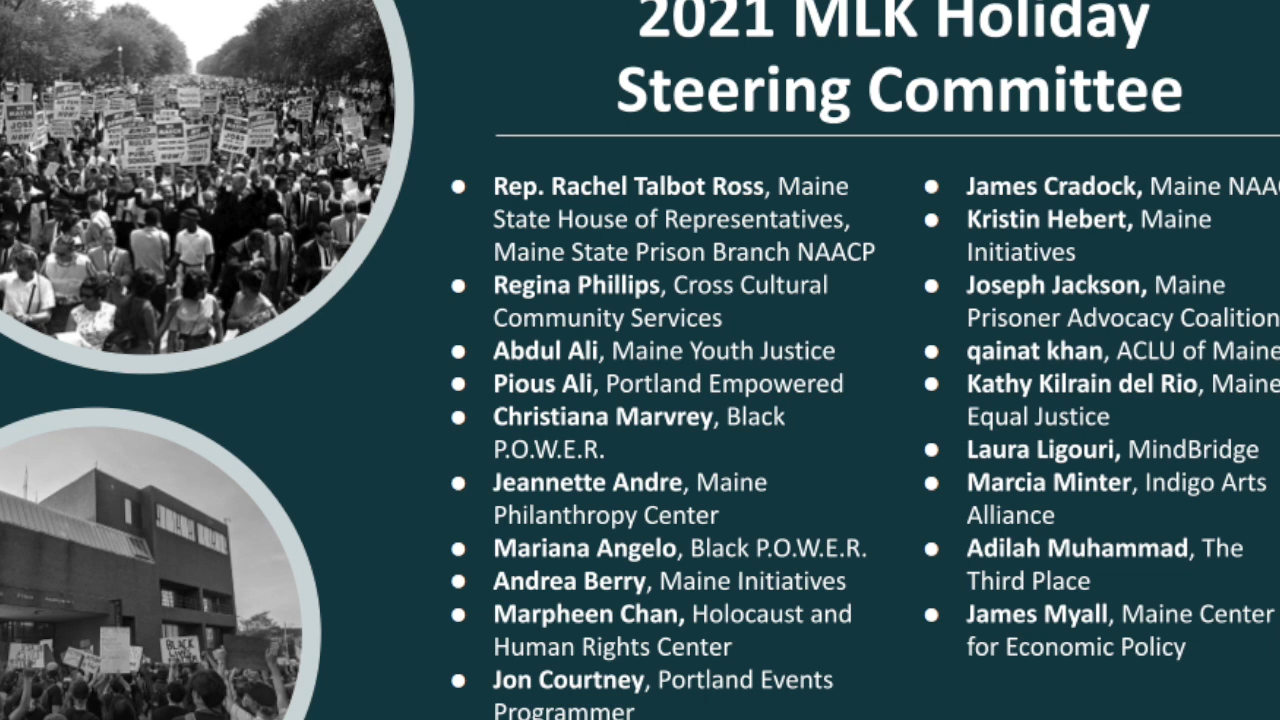 2021 MLK Holiday
Steering Committee
● Rep. Rachel Talbot Ross, Maine
State House of Representatives,
Maine State Prison Branch NAACP
● Regina Phillips, Cross Cultural
Community Services
● Abdul Ali, Maine Youth Justice
● Pious Ali, Portland Empowered
● Christiana Marvrey, Black
P.O.W.E.R.
● Jeannette Andre, Maine
Philanthropy Center
● Mariana Angelo, Black P.O.W.E.R.
● Andrea Berry, Maine Initiatives
● Marpheen Chan, Holocaust and
Human Rights Center
● Jon Courtney, Portland Events
Programmer
● James Cradock, Maine NAAC
● Kristin Hebert, Maine
Initiatives
● Joseph Jackson, Maine
Prisoner Advocacy Coalition
● qainat khan, ACLU of Maine
● Kathy Kilrain del Rio, Maine
Equal Justice
● Laura Ligouri, MindBridge
● Marcia Minter, Indigo Arts
Alliance
● Adilah Muhammad, The
Third Place
● James Myall, Maine Center
for Economic Policy